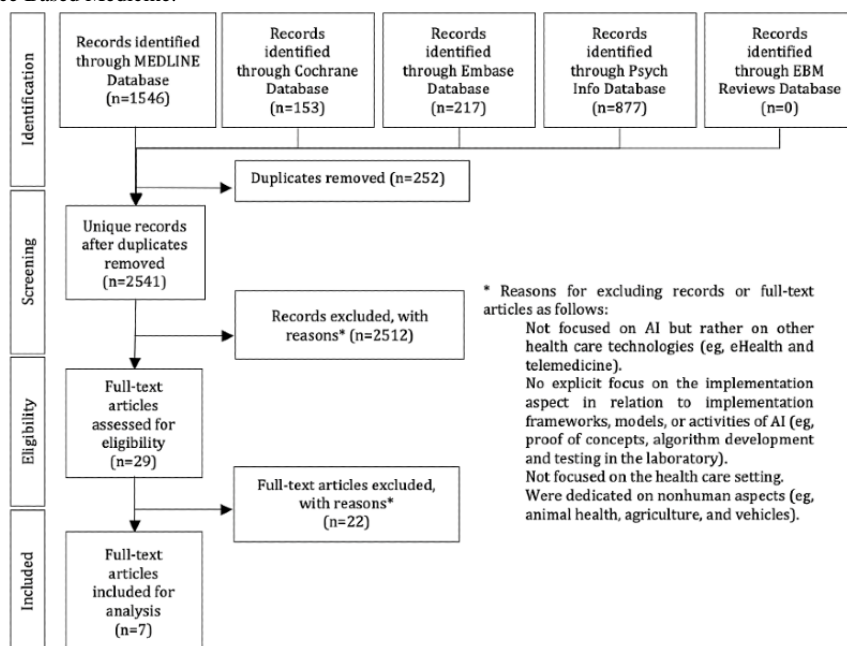 ce Based Medicine.
Identification
Records identified
through MEDLINE
Database
(n=1546)
Records
identified
through Cochrane
Database
(n=153)
Records
identified
through Embase
Database
(n=217)
Records
identified
through Psych
Info Database
(n=877)
Records
identified
through EBM
Reviews Database
(n=0)
Duplicates removed (n=252)
Screening
Unique records
after duplicates
removed
(n=2541)
Records excluded, with
reasons* (n=2512)
Eligibility
Full-text
articles
assessed for
eligibility
(n=29)
Full-text articles excluded,
with reasons*
(n=22)
Included
Full-text
articles
included for
analysis
(n=7)
* Reasons for excluding records or full-text
articles as follows:
Not focused on AI but rather on other
health care technologies (eg, eHealth and
telemedicine).
No explicit focus on the implementation
aspect in relation to implementation
frameworks, models, or activities of AI (eg,
proof of concepts, algorithm development
and testing in the laboratory).
Not focused on the health care setting.
Were dedicated on nonhuman aspects (eg,
animal health, agriculture, and vehicles).